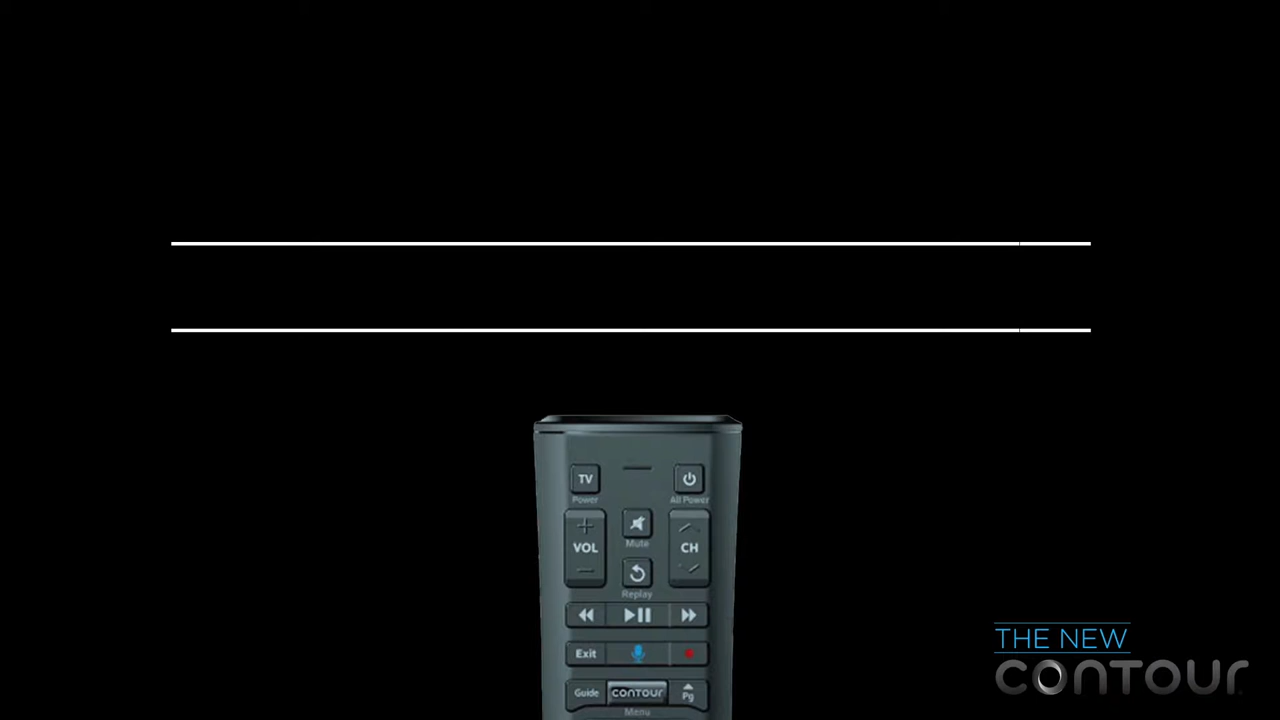 TV
Power
All Power
VOL
Mute
CH
Replay
Exit
Guide
contour
Pg
Menu
THE NEW
contour